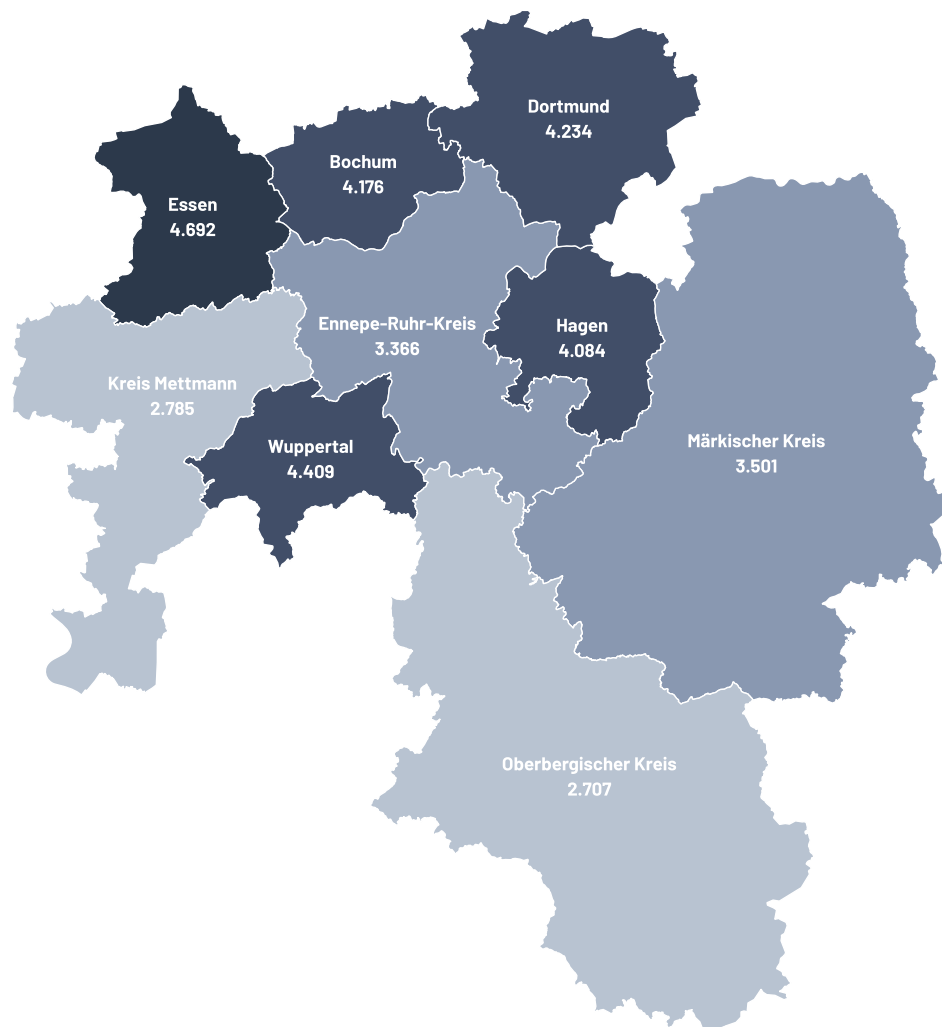 Dortmund
4.234
Bochum
4.176
Essen
4.692
Ennepe-Ruhr-Kreis
3.366
Hagen
4.084
Kreis Mettmann
2.785
Wuppertal
4.409
Märkischer Kreis
3.501
Oberbergischer Kreis
2.707